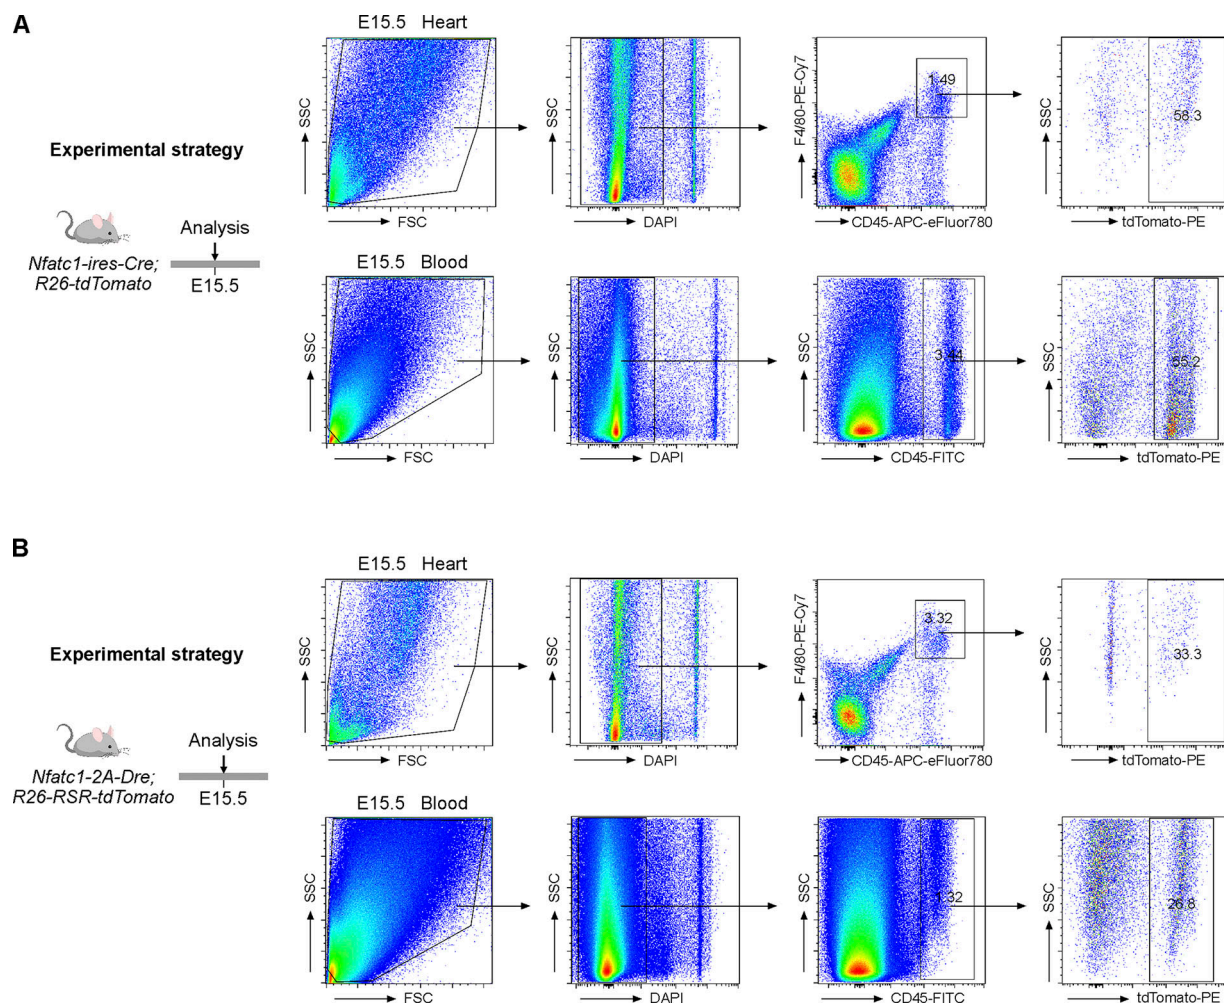 A
E15.5 Heart
SSC
FSC
SSC
DAPI
F4/80-PE-Cy7
1.49
CD45-APC-eFluor780
SSC
58.3
tdTomato-PE
Experimental strategy
Analysis
Nfatc1-ires-Cre;
R26-tdTomato
E15.5
E15.5 Blood
SSC
FSC
SSC
DAPI
SSC
3.44
CD45-FITC
SSC
tdTomato-PE
B
E15.5 Heart
SSC
FSC
SSC
DAPI
F4/80-PE-Cy7
3.32
CD45-APC-eFluor780
SSC
33.3
tdTomato-PE
Experimental strategy
Analysis
Nfatc1-2A-Dre;
R26-RSR-tdTomato
E15.5
E15.5 Blood
SSC
FSC
SSC
DAPI
SSC
1.32
CD45-FITC
SSC
26.8
tdTomato-PE